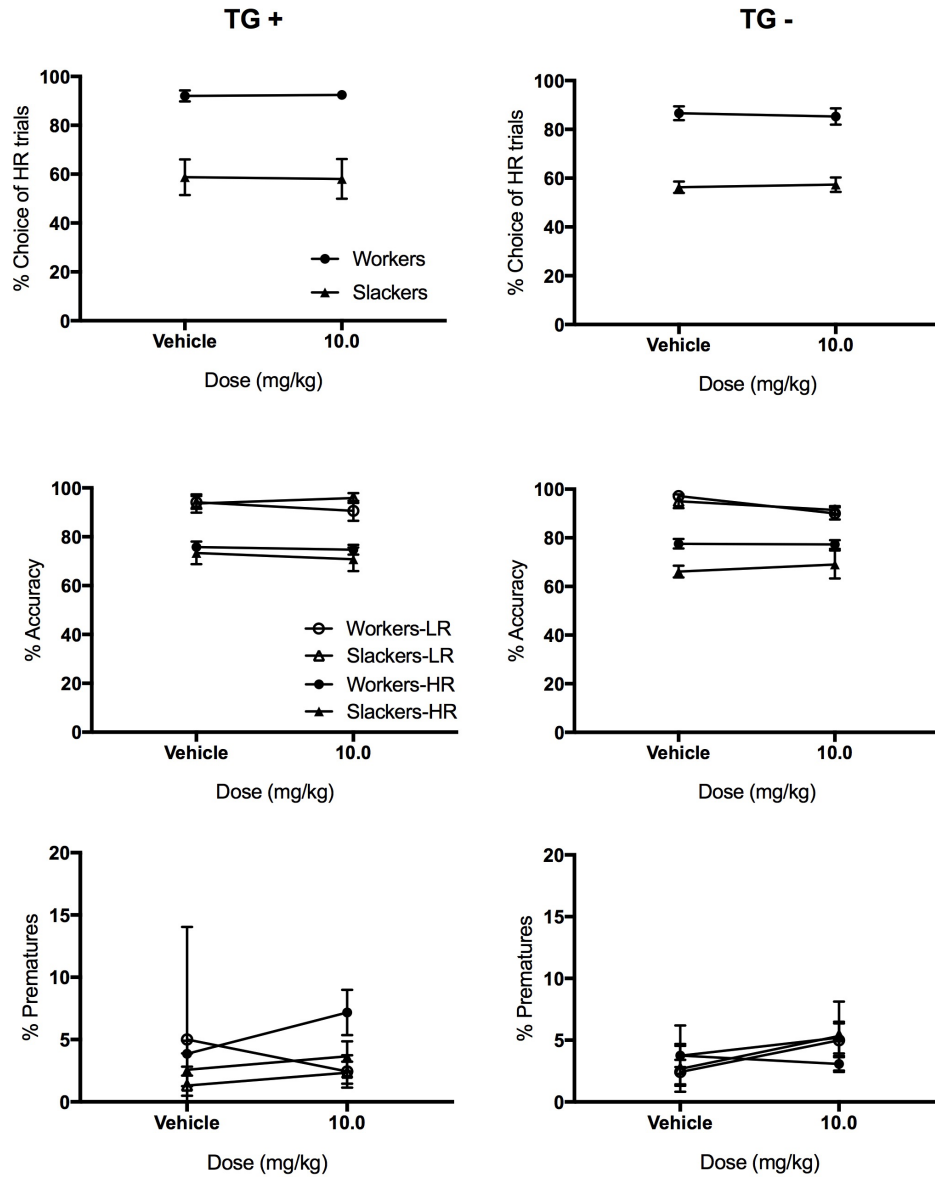 TG + TG -
100 100
80 80
60 60
40 40
20 20
0 0
% Choice of HR trials % Choice of HR trials
Workers
Slackers
Vehicle 10.0 Vehicle 10.0
Dose (mg/kg) Dose (mg/kg)
100 100
80 80
60 60
40 40
20 20
0 0
% Accuracy % Accuracy
Workers-LR
Slackers-LR
Workers-HR
Slackers-HR
Vehicle 10.0 Vehicle 10.0
Dose (mg/kg) Dose (mg/kg)
20 20
15 15
10 10
5 5
0 0
% Prematures % Prematures
Vehicle 10.0 Vehicle 10.0
Dose (mg/kg) Dose (mg/kg)